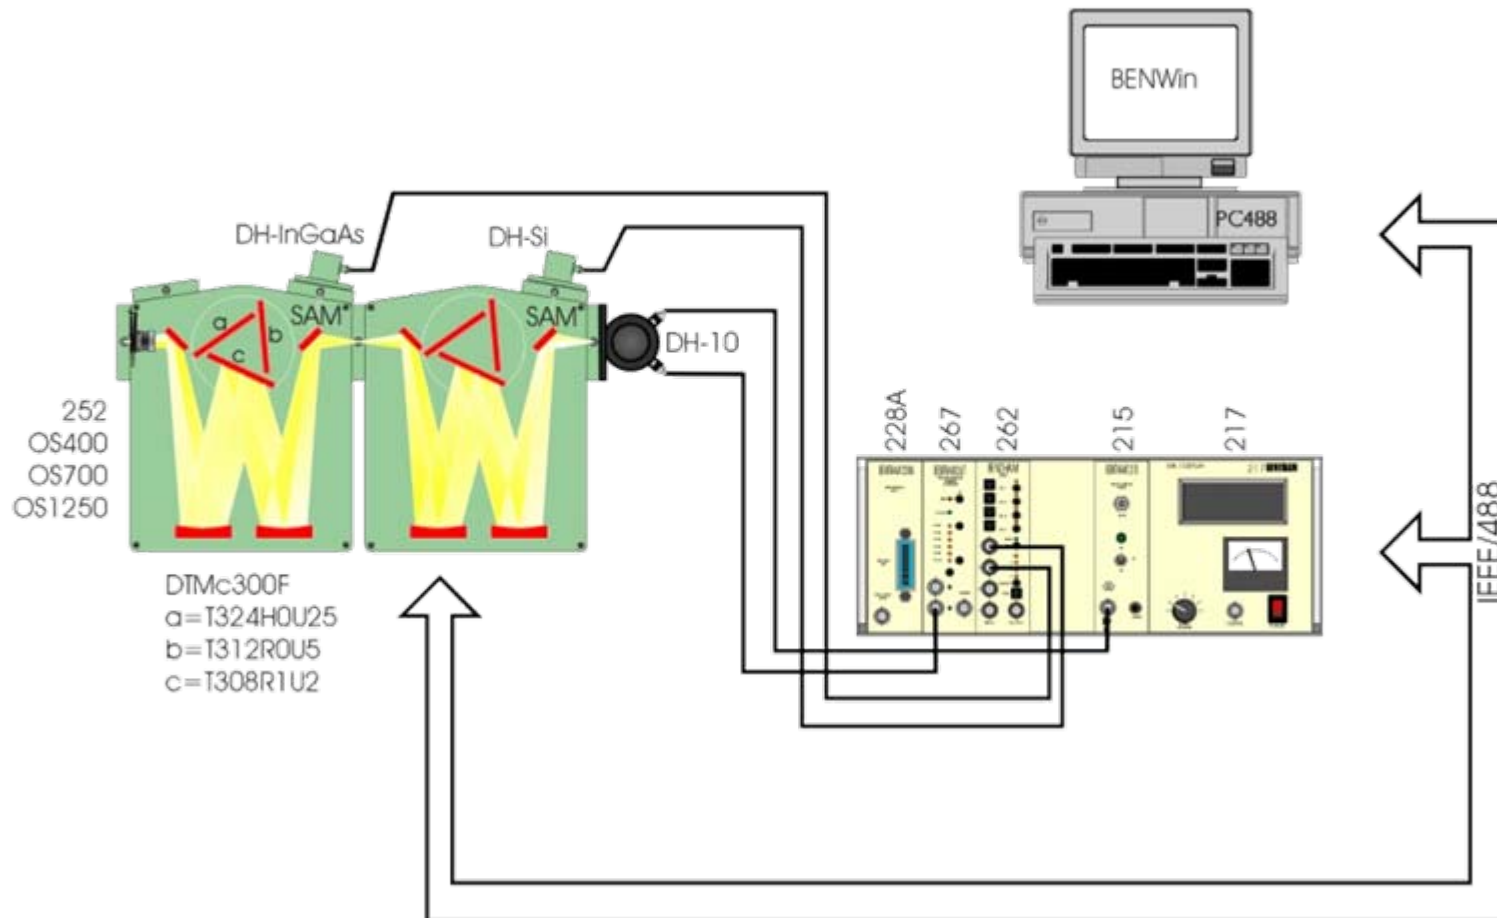 BENWin
PC488
DH-InGaAs
DH-Si
SAM
SAM
a
b
c
DH-10
252
OS400
OS700
OS1250
228A
267
262
215
217
IEEE/488
DTMc300F
a=T324H0U25
b=T312R0U5
c=T308R1U2